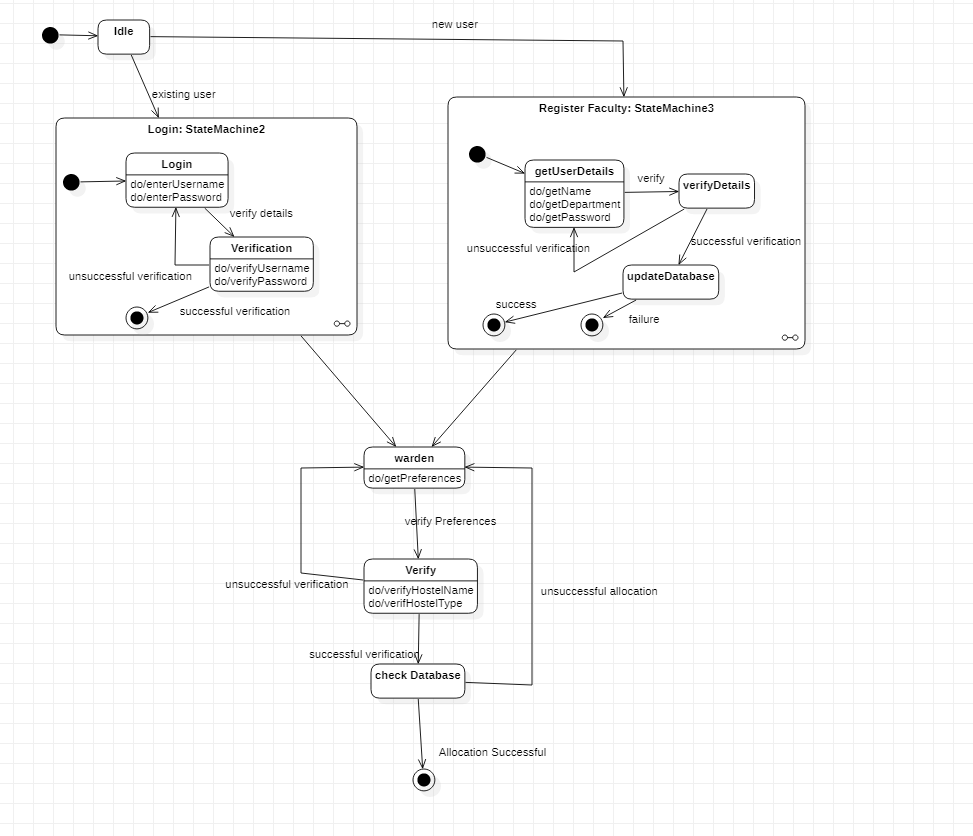 new user
Idle
existing user
Login: StateMachine2
Login
do/enterUsername
do/enterPassword
verify details
Verification
do/verifyUsername
do/verifyPassword
unsuccessful verification
successful verification
Register Faculty: StateMachine3
getUserDetails
do/getName
do/getDepartment
do/getPassword
verify
verifyDetails
unsuccessful verification
successful verification
updateDatabase
success
failure
warden
do/getPreferences
verify Preferences
Verify
do/verifyHostelName
do/verifHostelType
unsuccessful verification
unsuccessful allocation
successful verification
check Database
Allocation Successful